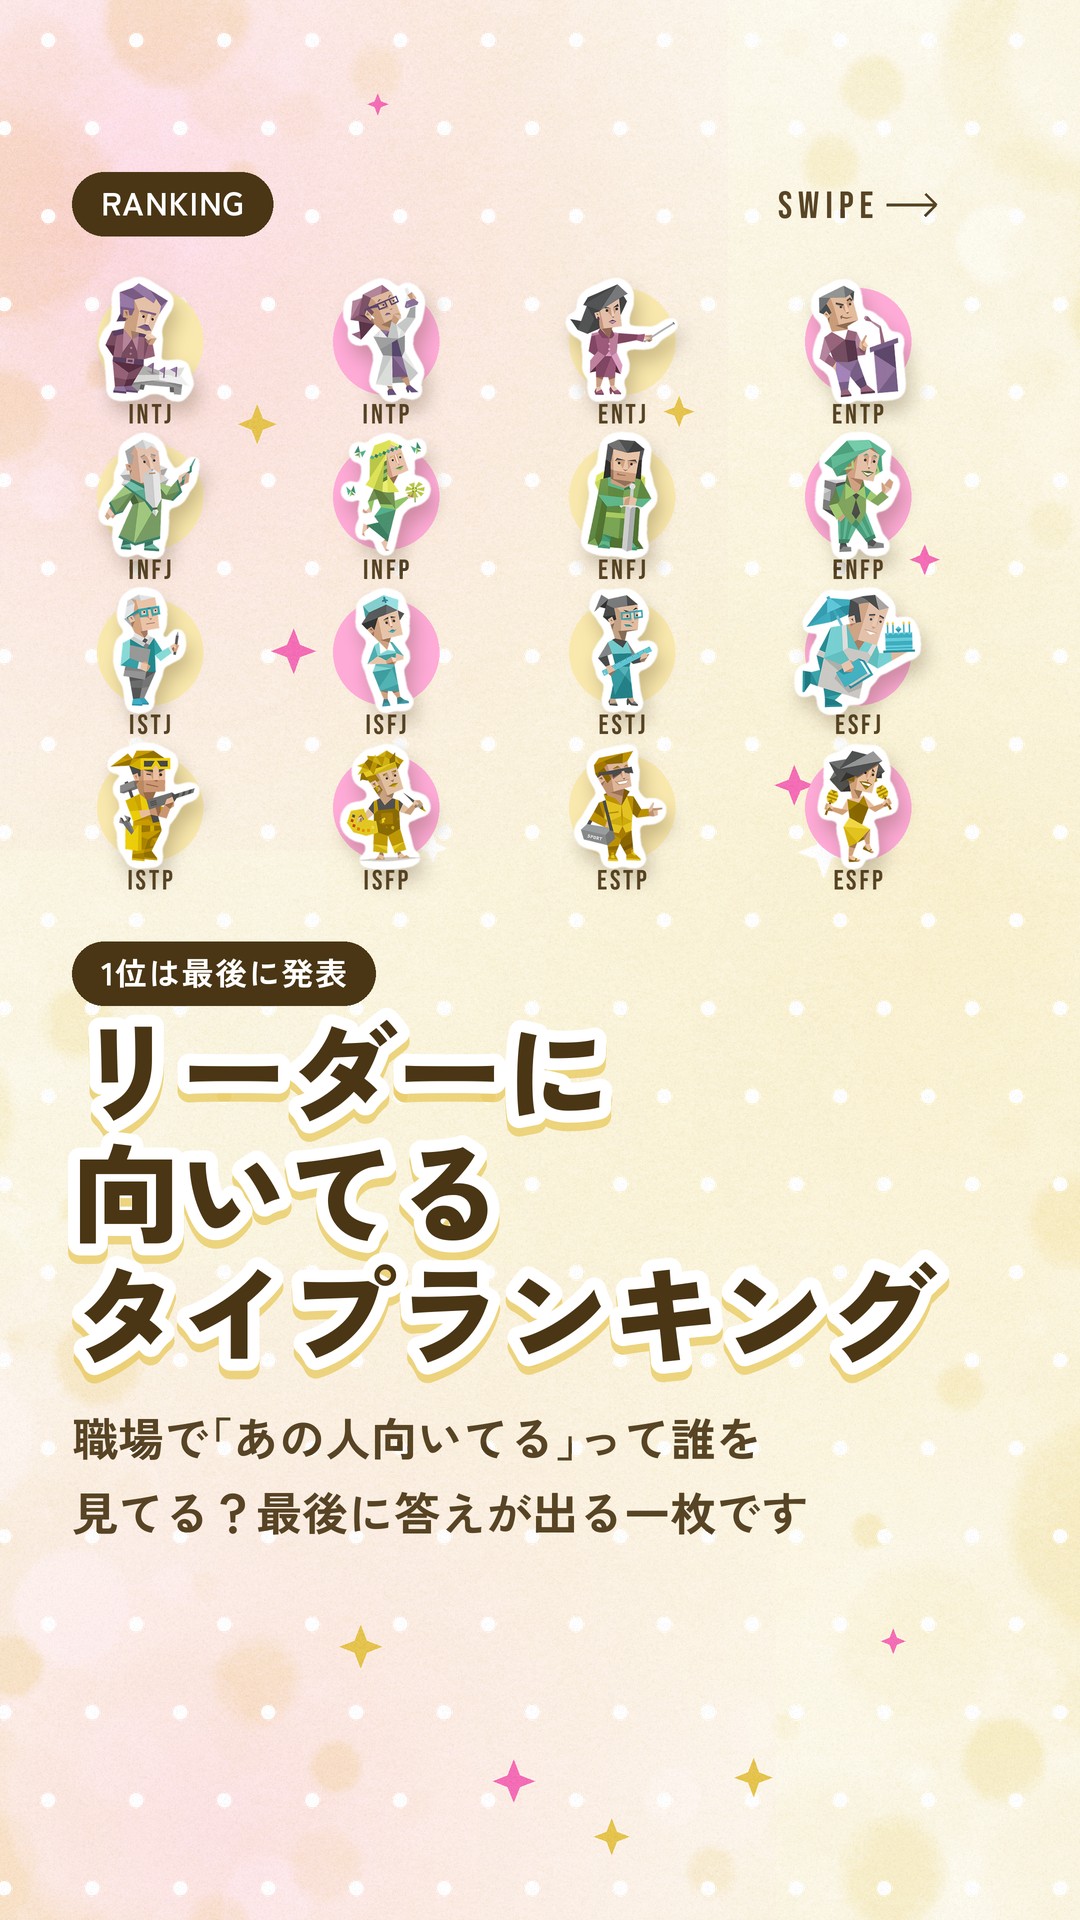 RANKING
SWIPE →
INTJ INTP ENTJ ENTP
INFJ INFP ENFJ ENFP
ISTJ ISFJ ESTJ ESFJ
SPORT
ISTP ISFP ESTP ESFP
1位は最後に発表
リーダーに
向いてる
タイプランキング
職場で「あの人向いてる」って誰を
見てる？最後に答えが出る一枚です